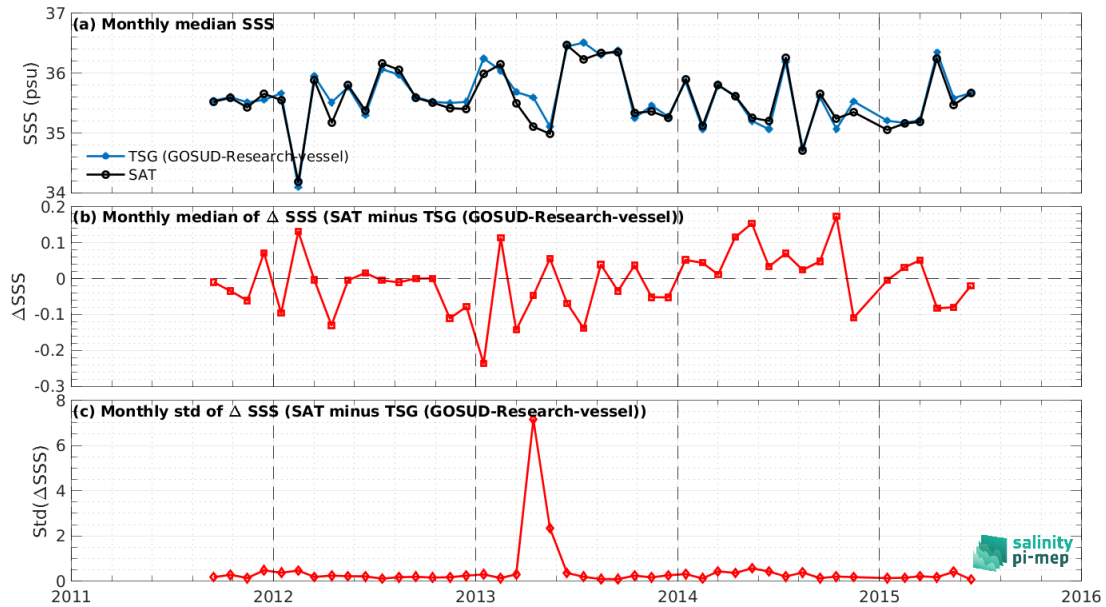 37
(a) Monthly median SSS
36
SSS (psu)
35
TSG (GOSUD-Research-vessel)
SAT
34
0.2
(b) Monthly median of Δ SSS (SAT minus TSG (GOSUD-Research-vessel))
0.1
0
ΔSSS
-0.1
-0.2
-0.3
8
(c) Monthly std of Δ SSS (SAT minus TSG (GOSUD-Research-vessel))
6
Std(ΔSSS)
4
2
salinity
pi-mep
0
2011 2012 2013 2014 2015 2016